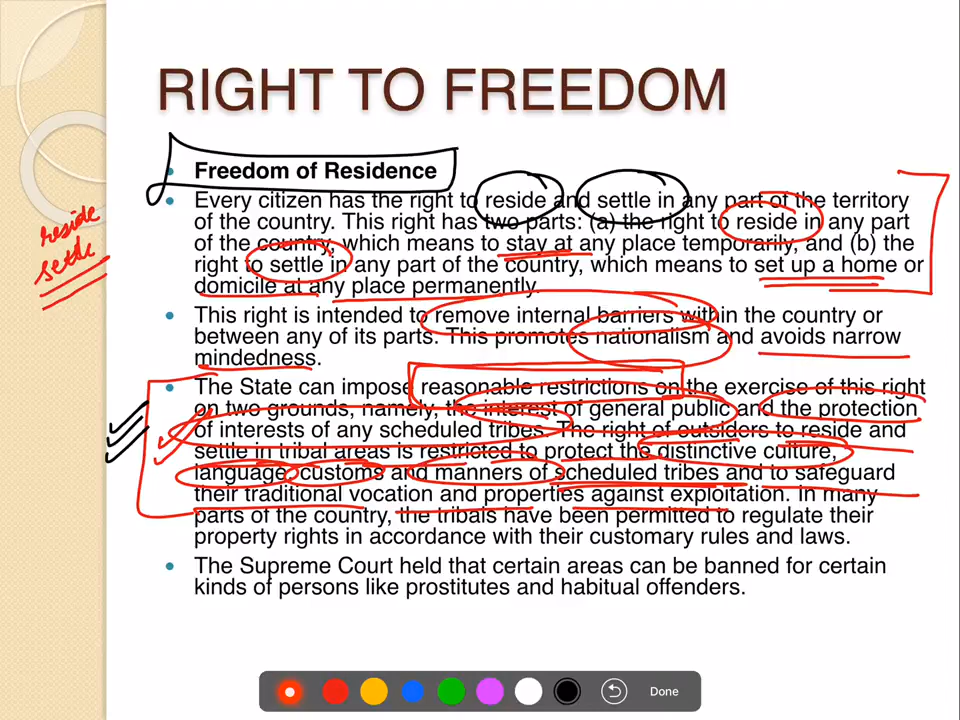 RIGHT TO FREEDOM
Freedom of Residence
Every citizen has the right to reside and settle in any part of the territory
of the country. This right has two parts: (a) the right to reside in any part
of the country, which means to stay at any place temporarily, and (b) the
right to settle in any part of the country, which means to set up a home or
domicile at any place permanently.
This right is intended to remove internal barriers within the country or
between any of its parts. This promotes nationalism and avoids narrow
mindedness.
The State can impose reasonable restrictions on the exercise of this right
on two grounds, namely, the interest of general public and the protection
of interests of any scheduled tribes. The right of outsiders to reside and
settle in tribal areas is restricted to protect the distinctive culture,
language, customs and manners of scheduled tribes and to safeguard
their traditional vocation and properties against exploitation. In many
parts of the country, the tribals have been permitted to regulate their
property rights in accordance with their customary rules and laws.
The Supreme Court held that certain areas can be banned for certain
kinds of persons like prostitutes and habitual offenders.
reside
settle
Done